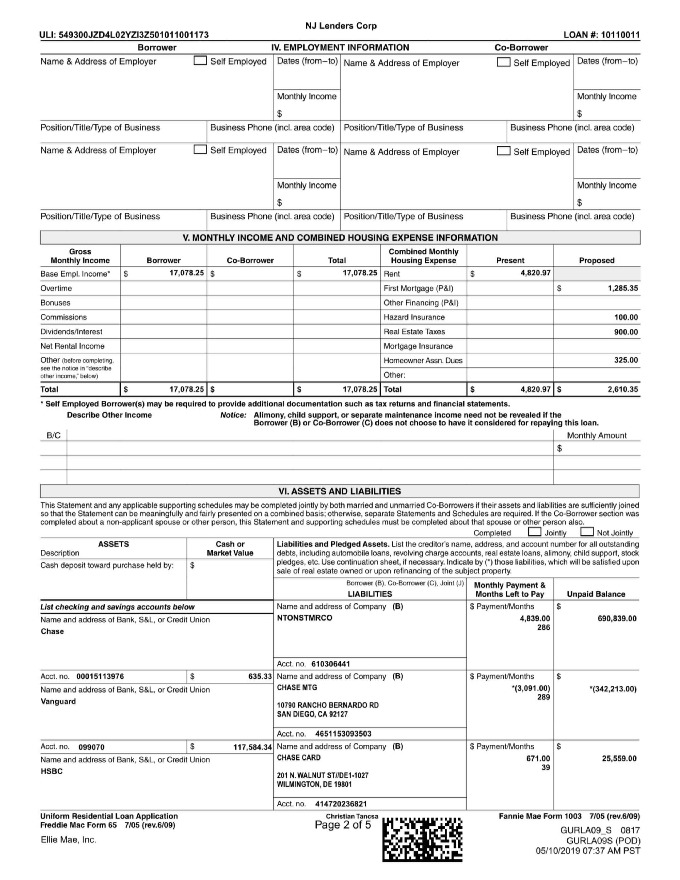 NJ Lenders Corp
ULI: 549300JZD4L02YZI3Z501011001173 LOAN #: 10110011
Borrower IV. EMPLOYMENT INFORMATION Co-Borrower
Name & Address of Employer Self Employed Dates (from–to) Name & Address of Employer Self Employed Dates (from–to)
Monthly Income Monthly Income
$ $
Position/Title/Type of Business Business Phone (incl. area code) Position/Title/Type of Business Business Phone (incl. area code)
Name & Address of Employer Self Employed Dates (from–to) Name & Address of Employer Self Employed Dates (from–to)
Monthly Income Monthly Income
$ $
Position/Title/Type of Business Business Phone (incl. area code) Position/Title/Type of Business Business Phone (incl. area code)
V. MONTHLY INCOME AND COMBINED HOUSING EXPENSE INFORMATION
Gross Combined Monthly
Monthly Income Borrower Co-Borrower Total Housing Expense Present Proposed
Base Empl. Income* $ 17,078.25 $ $ 17,078.25 Rent $ 4,820.97
Overtime First Mortgage (P&I) $ 1,285.35
Bonuses Other Financing (P&I)
Commissions Hazard Insurance 100.00
Dividends/Interest Real Estate Taxes 900.00
Net Rental Income Mortgage Insurance
Other (before completing, Homeowner Assn. Dues 325.00
see the notice in "describe
other income," below) Other:
Total $ 17,078.25 $ $ 17,078.25 Total $ 4,820.97 $ 2,610.35
* Self Employed Borrower(s) may be required to provide additional documentation such as tax returns and financial statements.
Describe Other Income Notice: Alimony, child support, or separate maintenance income need not be revealed if the
Borrower (B) or Co-Borrower (C) does not choose to have it considered for repaying this loan.
B/C Monthly Amount
$
VI. ASSETS AND LIABILITIES
This Statement and any applicable supporting schedules may be completed jointly by both married and unmarried Co-Borrowers if their assets and liabilities are sufficiently joined
so that the Statement can be meaningfully and fairly presented on a combined basis; otherwise, separate Statements and Schedules are required. If the Co-Borrower section was
completed about a non-applicant spouse or other person, this Statement and supporting schedules must be completed about that spouse or other person also.
Completed Jointly Not Jointly
ASSETS Cash or Liabilities and Pledged Assets. List the creditor's name, address, and account number for all outstanding
Description Market Value debts, including automobile loans, revolving charge accounts, real estate loans, alimony, child support, stock
Cash deposit toward purchase held by: $ pledges, etc. Use continuation sheet, if necessary. Indicate by (*) those liabilities, which will be satisfied upon
sale of real estate owned or upon refinancing of the subject property.
Borrower (B), Co-Borrower (C), Joint (J) Monthly Payment &
LIABILITIES Months Left to Pay Unpaid Balance
List checking and savings accounts below Name and address of Company (B) $ Payment/Months $
Name and address of Bank, S&L, or Credit Union NTONSTMRCO 4,839.00 690,839.00
Chase 286
Acct. no. 610306441
Acct. no. 00015113976 $ 635.33 Name and address of Company (B) $ Payment/Months $
Name and address of Bank, S&L, or Credit Union CHASE MTG *(3,091.00) *(342,213.00)
Vanguard 289
10790 RANCHO BERNARDO RD
SAN DIEGO, CA 92127
Acct. no. 4651153093503
Acct. no. 099070 $ 117,584.34 Name and address of Company (B) $ Payment/Months $
Name and address of Bank, S&L, or Credit Union CHASE CARD 671.00 25,559.00
HSBC 39
201 N. WALNUT ST//DE1-1027
WILMINGTON, DE 19801
Acct. no. 414720236821
Uniform Residential Loan Application Christian Tanosa Fannie Mae Form 1003 7/05 (rev.6/09)
Freddie Mac Form 65 7/05 (rev.6/09) Page 2 of 5
GURLA09_S 0817
Ellie Mae, Inc. GURLA09S (POD)
05/10/2019 07:37 AM PST